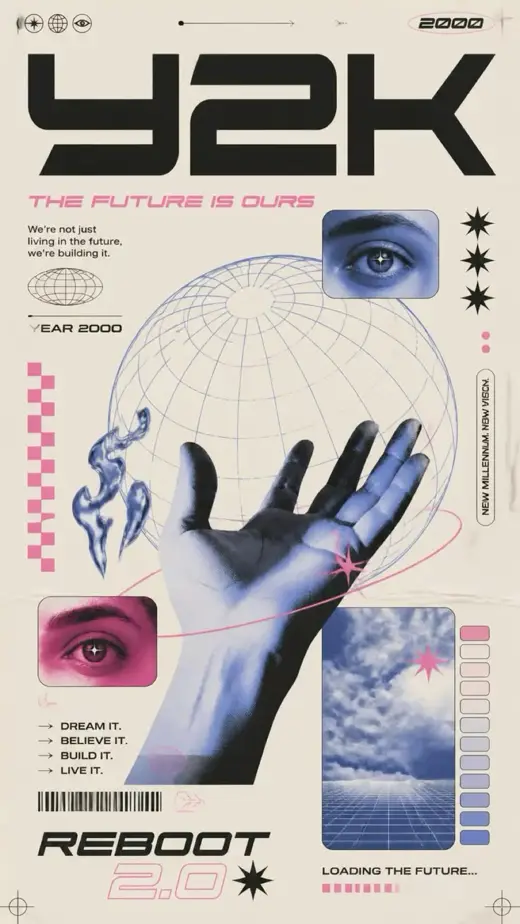 2000
Y2K
THE FUTURE IS OURS
We're not just
living in the future,
we're building it.
YEAR 2000
NEW MILLENNIUM. NEW VISION.
→ DREAM IT.
→ BELIEVE IT.
→ BUILD IT.
→ LIVE IT.
REBOOT
2.0
LOADING THE FUTURE...